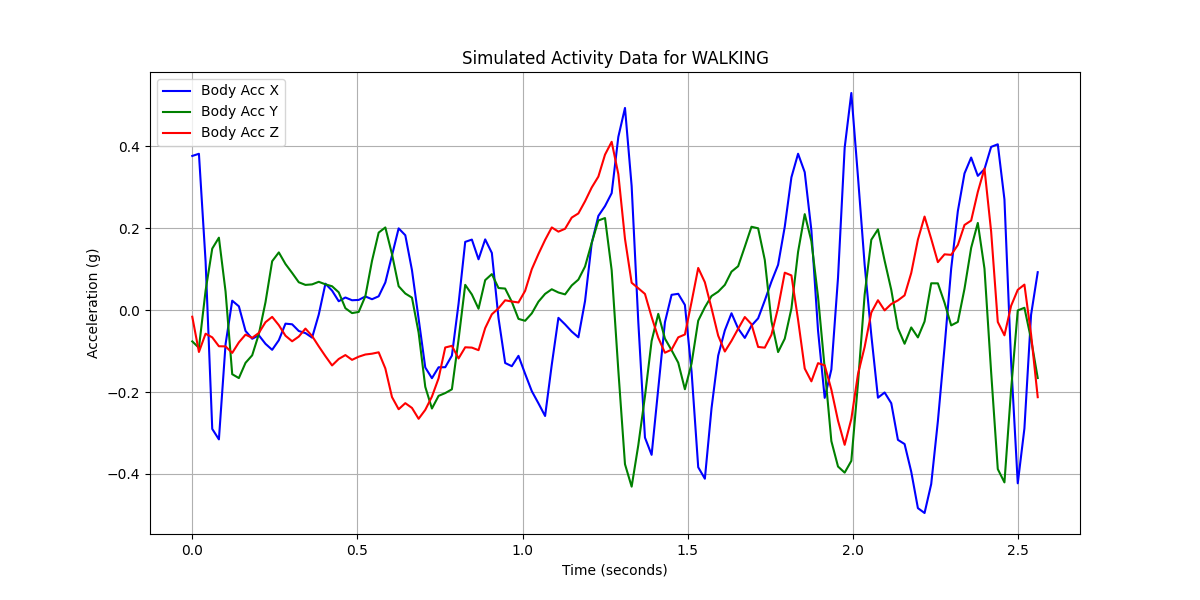 Simulated Activity Data for WALKING
Body Acc X
Body Acc Y
Body Acc Z
Acceleration (g)
0.4
0.2
0.0
−0.2
−0.4
0.0 0.5 1.0 1.5 2.0 2.5
Time (seconds)